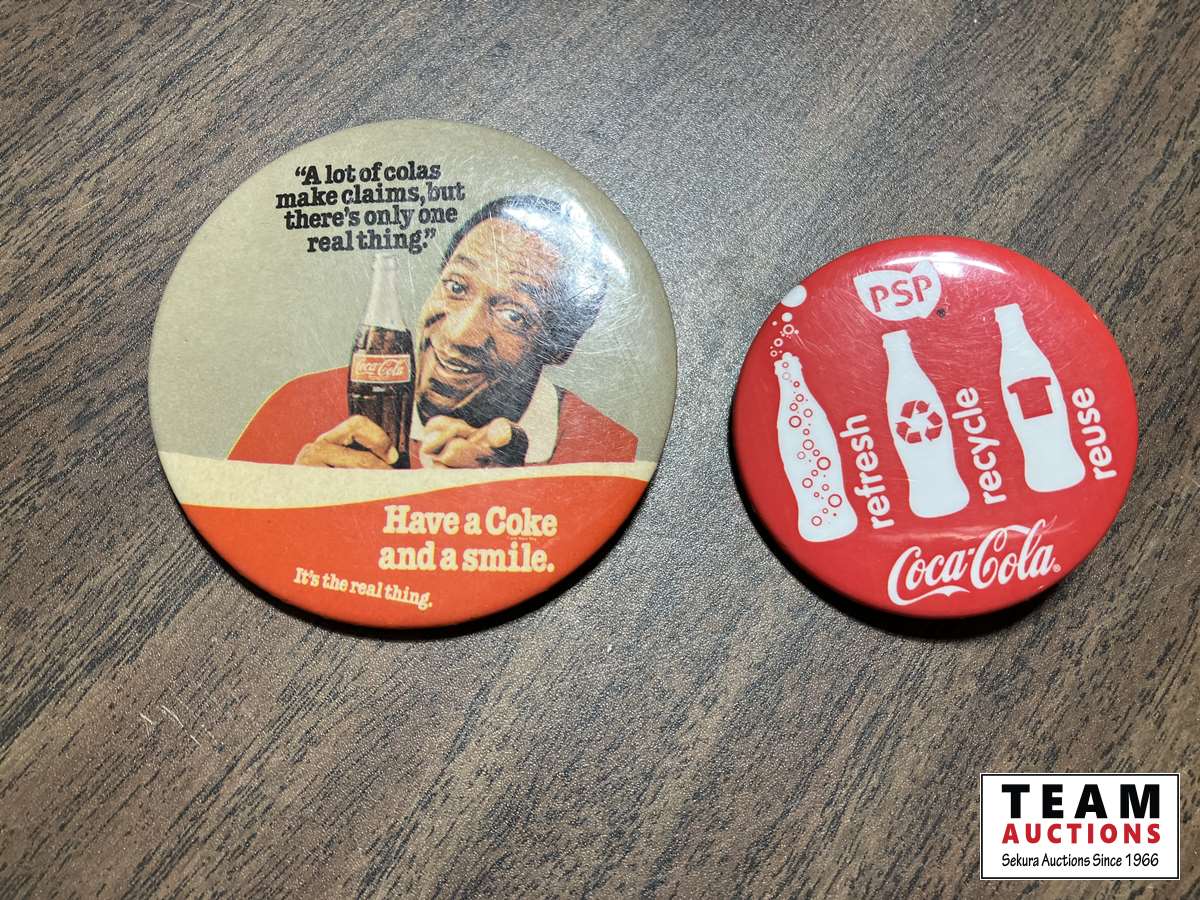 “A lot of colas
make claims, but
there's only one
real thing.”
Coca-Cola
Have a Coke
and a smile.
It's the real thing.
PSP
refresh
recycle
reuse
Coca-Cola
TEAM
AUCTIONS
Sekura Auctions Since 1966